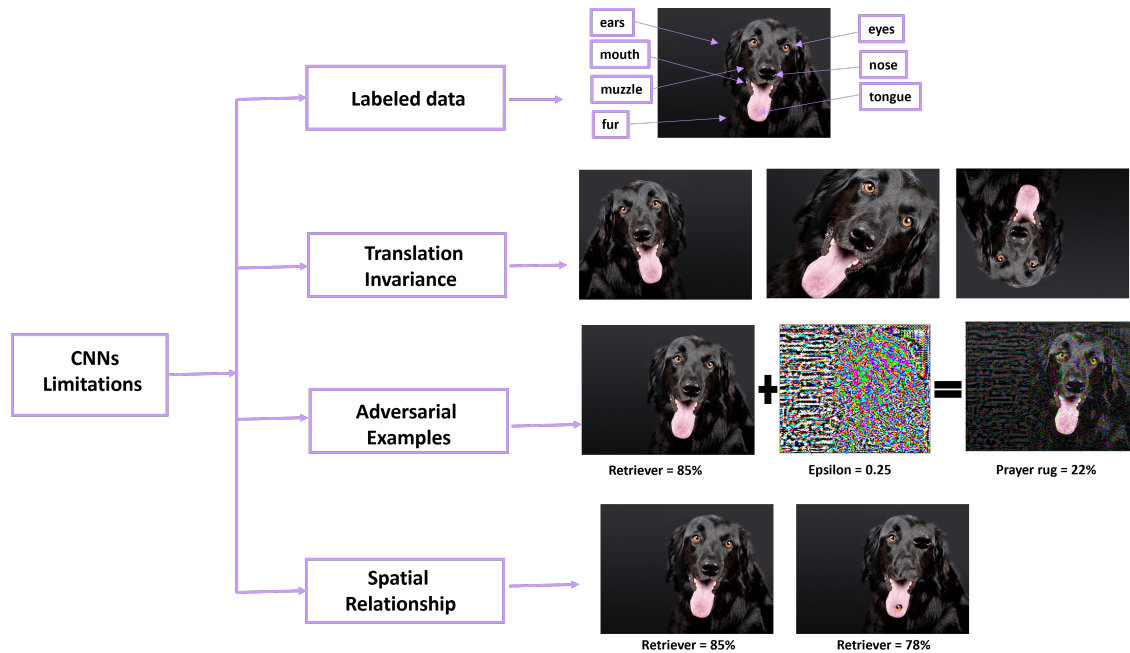 CNNs
Limitations
Labeled data
ears
mouth
muzzle
fur
eyes
nose
tongue
Translation
Invariance
Adversarial
Examples
Retriever = 85%
Epsilon = 0.25
Prayer rug = 22%
Spatial
Relationship
Retriever = 85%
Retriever = 78%